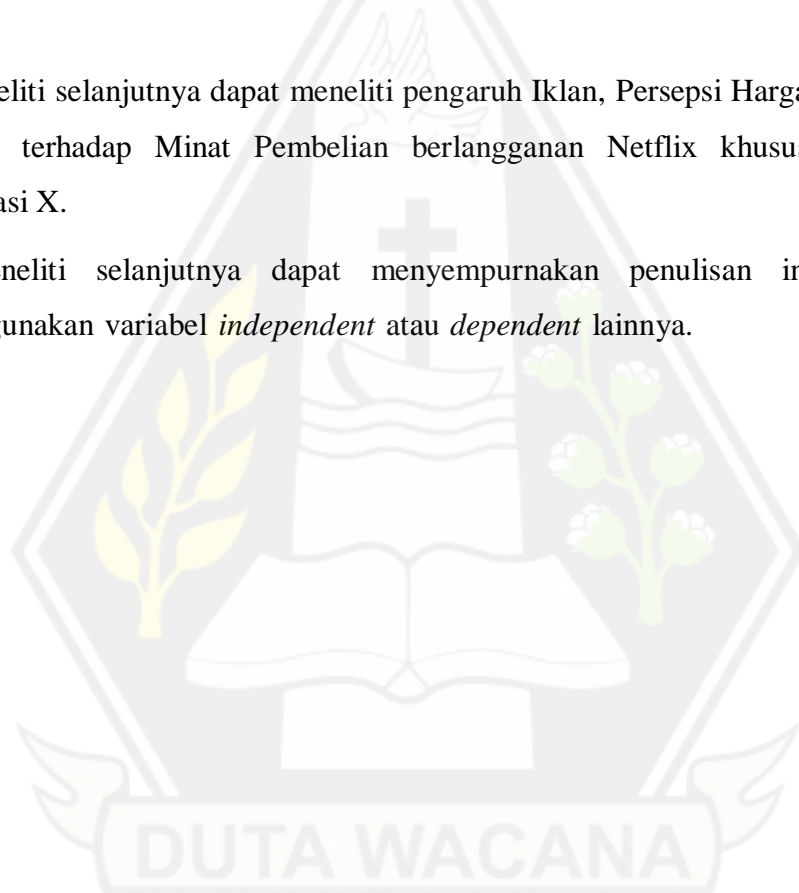 eliti selanjutnya dapat meneliti pengaruh Iklan, Persepsi Harga
terhadap Minat Pembelian berlangganan Netflix khusus
asi X.
neliti selanjutnya dapat menyempurnakan penulisan in
gunakan variabel independent atau dependent lainnya.
DUTA WACANA